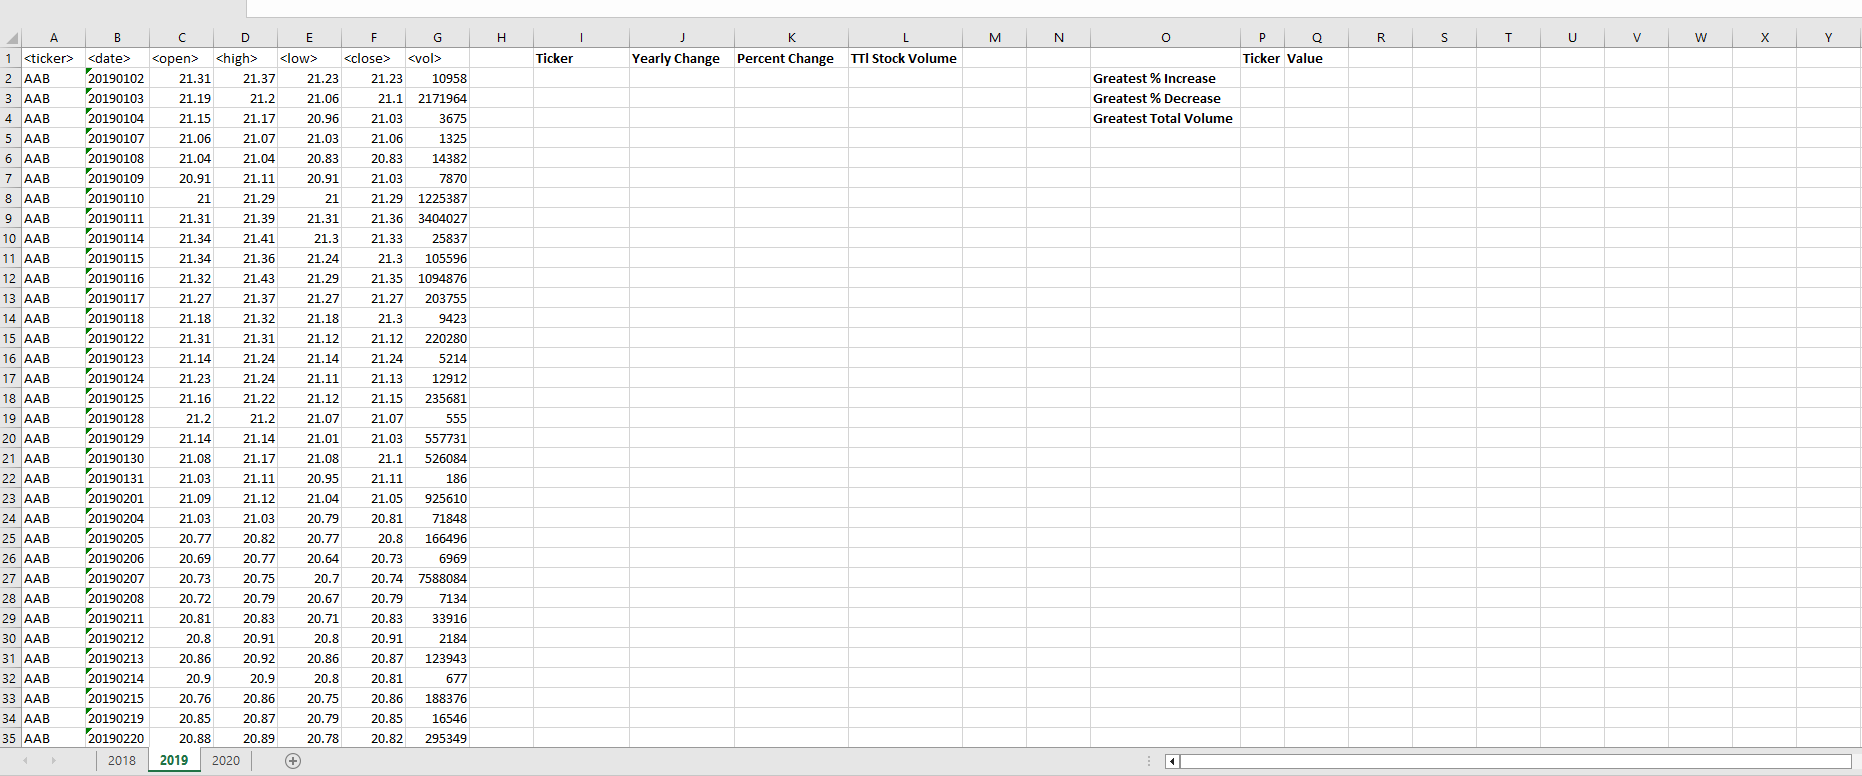 A B C D E F G H I J K L M N O P Q R S T U V W X Y
1 <ticker> <date> <open> <high> <low> <close> <vol> Ticker Yearly Change Percent Change TTl Stock Volume Ticker Value
2 AAB 20190102 21.31 21.37 21.23 21.23 10958 Greatest % Increase
3 AAB 20190103 21.19 21.2 21.06 21.1 2171964 Greatest % Decrease
4 AAB 20190104 21.15 21.17 20.96 21.03 3675 Greatest Total Volume
5 AAB 20190107 21.06 21.07 21.03 21.06 1325
6 AAB 20190108 21.04 21.04 20.83 20.83 14382
7 AAB 20190109 20.91 21.11 20.91 21.03 7870
8 AAB 20190110 21 21.29 21 21.29 1225387
9 AAB 20190111 21.31 21.39 21.31 21.36 3404027
10 AAB 20190114 21.34 21.41 21.3 21.33 25837
11 AAB 20190115 21.34 21.36 21.24 21.3 105596
12 AAB 20190116 21.32 21.43 21.29 21.35 1094876
13 AAB 20190117 21.27 21.37 21.27 21.27 203755
14 AAB 20190118 21.18 21.32 21.18 21.3 9423
15 AAB 20190122 21.31 21.31 21.12 21.12 220280
16 AAB 20190123 21.14 21.24 21.14 21.24 5214
17 AAB 20190124 21.23 21.24 21.11 21.13 12912
18 AAB 20190125 21.16 21.22 21.12 21.15 235681
19 AAB 20190128 21.2 21.2 21.07 21.07 555
20 AAB 20190129 21.14 21.14 21.01 21.03 557731
21 AAB 20190130 21.08 21.17 21.08 21.1 526084
22 AAB 20190131 21.03 21.11 20.95 21.11 186
23 AAB 20190201 21.09 21.12 21.04 21.05 925610
24 AAB 20190204 21.03 21.03 20.79 20.81 71848
25 AAB 20190205 20.77 20.82 20.77 20.8 166496
26 AAB 20190206 20.69 20.77 20.64 20.73 6969
27 AAB 20190207 20.73 20.75 20.7 20.74 7588084
28 AAB 20190208 20.72 20.79 20.67 20.79 7134
29 AAB 20190211 20.81 20.83 20.71 20.83 33916
30 AAB 20190212 20.8 20.91 20.8 20.91 2184
31 AAB 20190213 20.86 20.92 20.86 20.87 123943
32 AAB 20190214 20.9 20.9 20.8 20.81 677
33 AAB 20190215 20.76 20.86 20.75 20.86 188376
34 AAB 20190219 20.85 20.87 20.79 20.85 16546
35 AAB 20190220 20.88 20.89 20.78 20.82 295349
2018 2019 2020